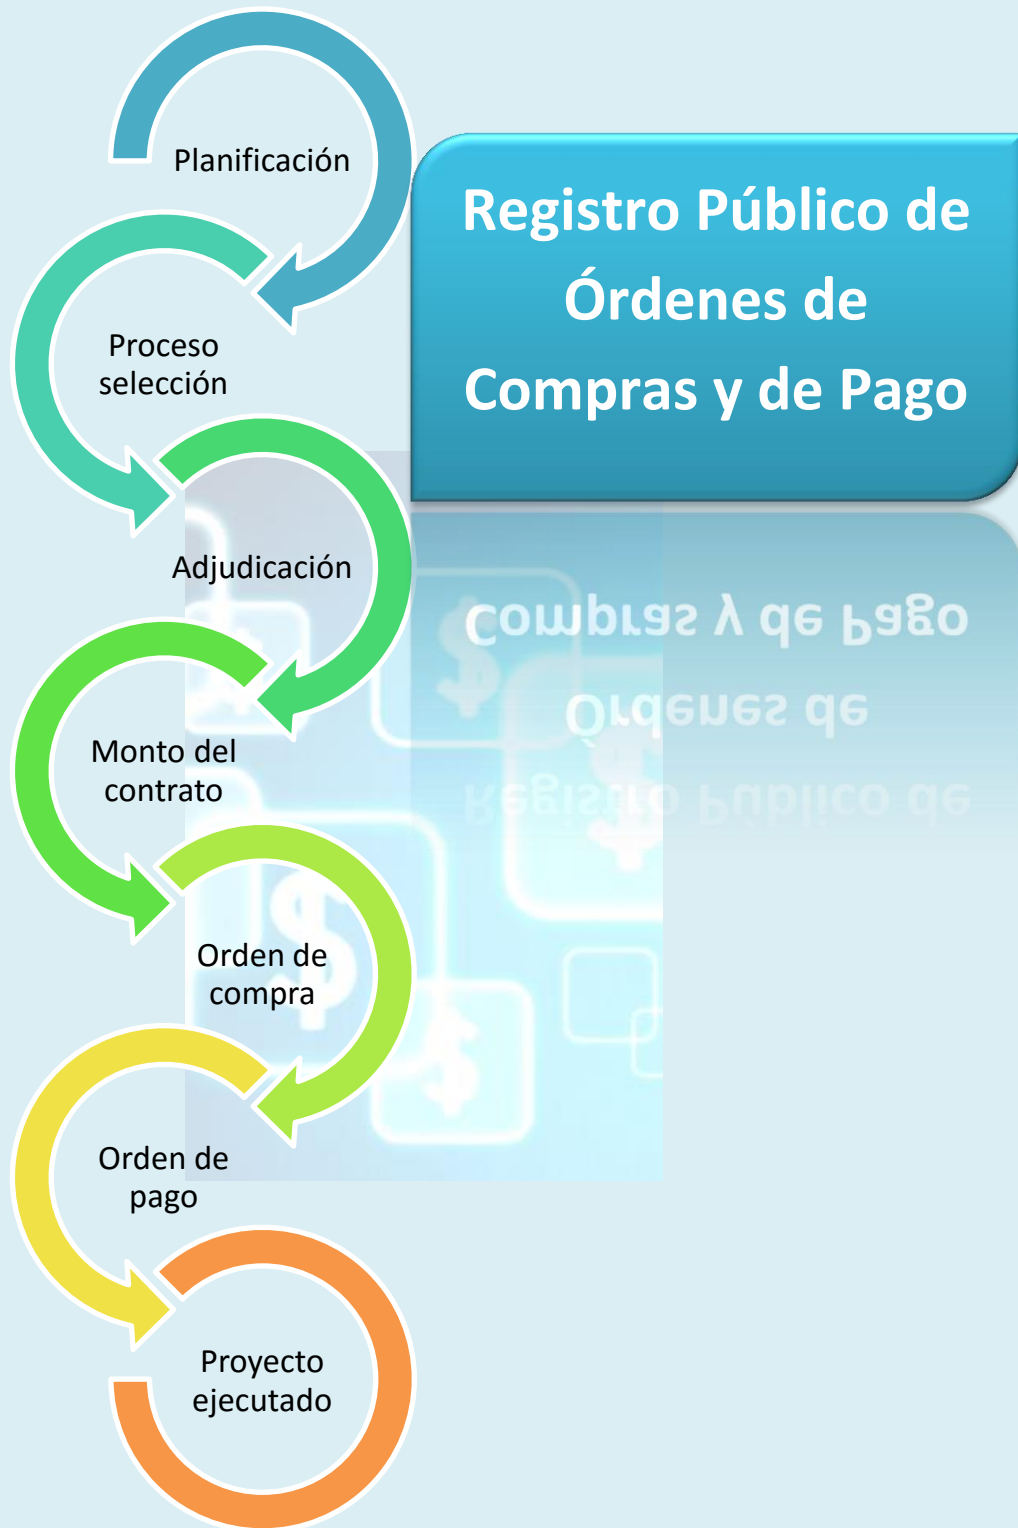 Planificación
Registro Público de
Órdenes de
Compras y de Pago
Proceso
selección
Adjudicación
Monto del
contrato
Orden de
compra
Orden de
pago
Proyecto
ejecutado